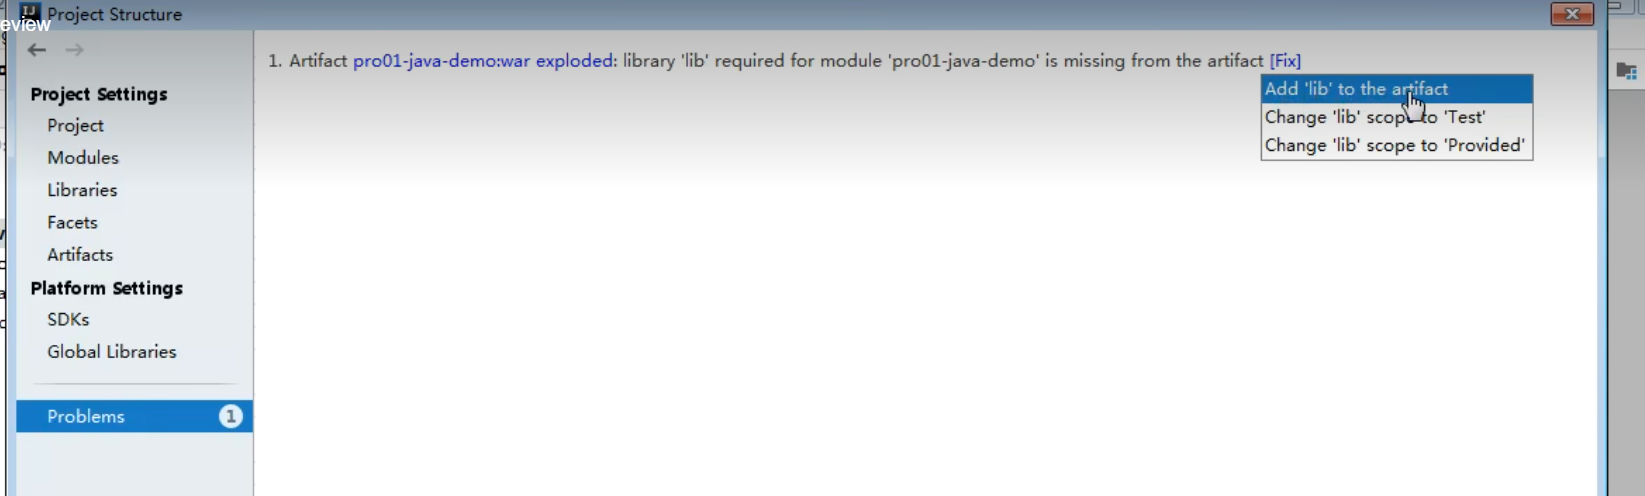 Project Structure
eview
1. Artifact pro01-java-demo:war exploded: library 'lib' required for module 'pro01-java-demo' is missing from the artifact [Fix]
Add 'lib' to the artifact
Change 'lib' scope to 'Test'
Change 'lib' scope to 'Provided'
Project Settings
Project
Modules
Libraries
Facets
Artifacts
Platform Settings
SDKs
Global Libraries
Problems 1